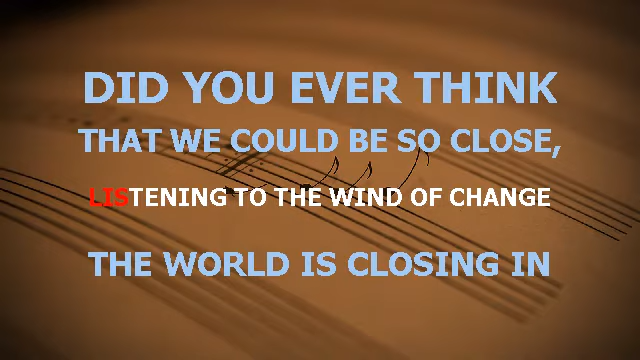 DID YOU EVER THINK
THAT WE COULD BE SO CLOSE,
LISTENING TO THE WIND OF CHANGE
THE WORLD IS CLOSING IN